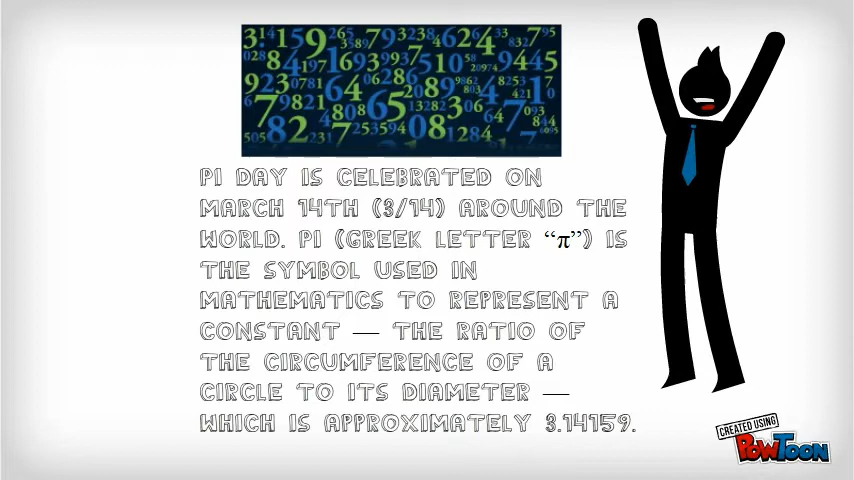 PI DAY IS CELEBRATED ON
MARCH 14TH (3/14) AROUND THE
WORLD. PI (GREEK LETTER “π”) IS
THE SYMBOL USED IN
MATHEMATICS TO REPRESENT A
CONSTANT — THE RATIO OF
THE CIRCUMFERENCE OF A
CIRCLE TO ITS DIAMETER —
WHICH IS APPROXIMATELY 3.14159.
CREATED USING
POWTOON